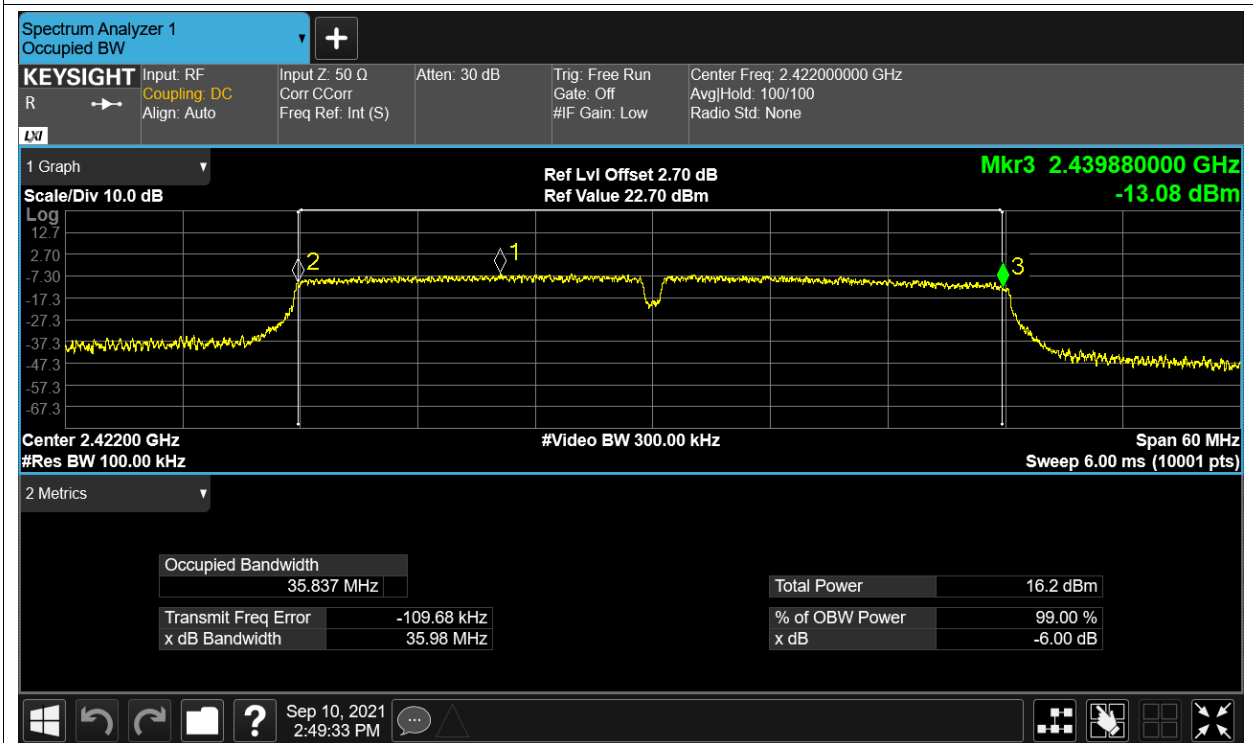 Spectrum Analyzer 1
Occupied BW
KEYSIGHT
R
LXI
Input: RF
Coupling: DC
Align: Auto
Input Z: 50 Ω
Corr CCorr
Freq Ref: Int (S)
Atten: 30 dB
Trig: Free Run
Gate: Off
#IF Gain: Low
Center Freq: 2.422000000 GHz
Avg|Hold: 100/100
Radio Std: None
1 Graph
Scale/Div 10.0 dB
Ref Lvl Offset 2.70 dB
Ref Value 22.70 dBm
Mkr3 2.439880000 GHz
-13.08 dBm
Log
12.7
2.70
-7.30
-17.3
-27.3
-37.3
-47.3
-57.3
-67.3
2
1
3
Center 2.42200 GHz
#Res BW 100.00 kHz
#Video BW 300.00 kHz
Span 60 MHz
Sweep 6.00 ms (10001 pts)
2 Metrics
Occupied Bandwidth
35.837 MHz
Transmit Freq Error -109.68 kHz
x dB Bandwidth 35.98 MHz
Total Power 16.2 dBm
% of OBW Power 99.00 %
x dB -6.00 dB
?
Sep 10, 2021
2:49:33 PM